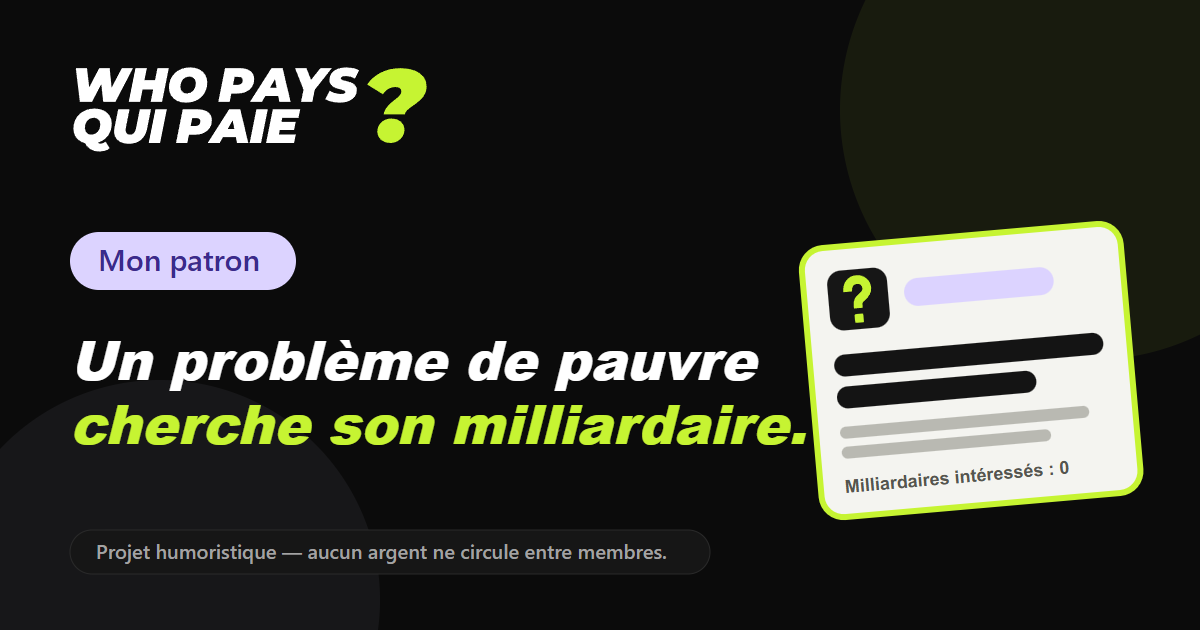 WHO PAYS
QUI PAIE
?
Mon patron
Un problème de pauvre
cherche son milliardaire.
?
Milliardaires intéressés : 0
Projet humoristique — aucun argent ne circule entre membres.